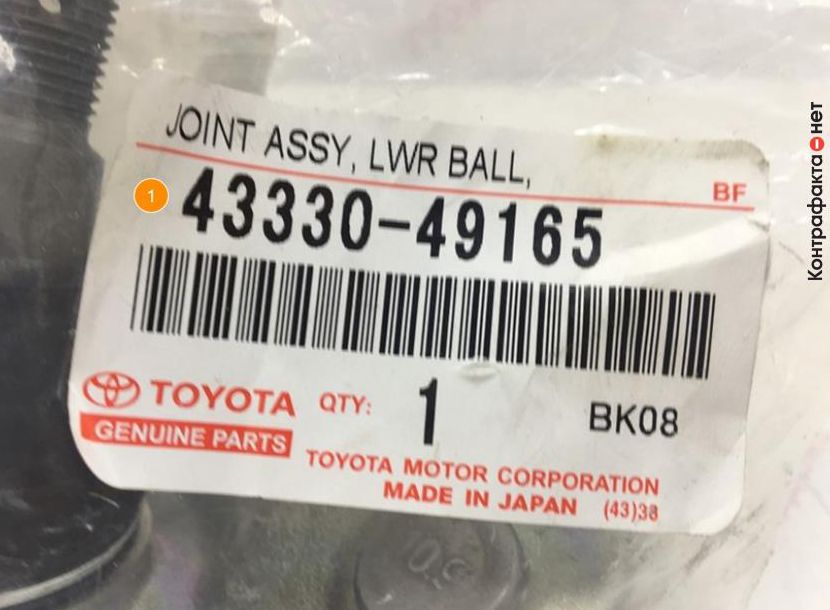 JOINT ASSY, LWR BALL,
BF
1
43330-49165
TOYOTA
QTY: 1
BK08
GENUINE PARTS
TOYOTA MOTOR CORPORATION
MADE IN JAPAN (43)38
Контрафакта нет